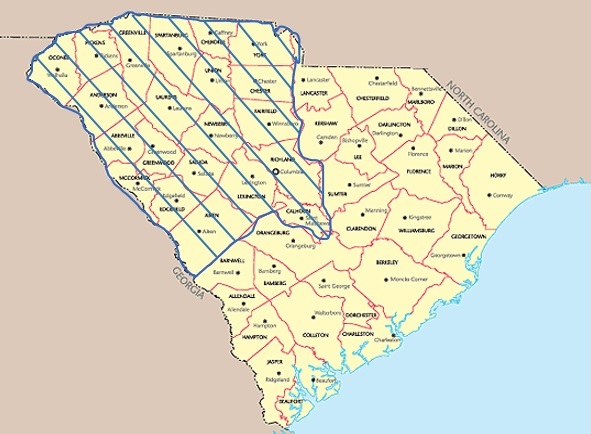 GREENVILLE
SPARTANBURG
PICKENS
CHEROKEE
Gaffney
York
YORK
OCONEE
Pickens
Spartanburg
Walhalla
Greenville
UNION
Union
Chester
CHESTER
Lancaster
LANCASTER
Chesterfield
CHESTERFIELD
Bennettsville
MARLBORO
NORTH CAROLINA
ANDERSON
Anderson
LAURENS
Laurens
FAIRFIELD
Winnsboro
KERSHAW
Camden
DARLINGTON
Darlington
Dillon
DILLON
ABBEVILLE
Abbeville
NEWBERRY
Newberry
Bishopville
LEE
Florence
FLORENCE
Marion
MARION
Greenwood
GREENWOOD
SALUDA
Saluda
RICHLAND
Columbia
MCCORMICK
McCormick
Lexington
LEXINGTON
SUMTER
Sumter
HORRY
Conway
Edgefield
EDGEFIELD
AIKEN
Aiken
CALHOUN
Saint
Matthews
Manning
CLARENDON
Kingstree
WILLIAMSBURG
GEORGETOWN
Georgetown
ORANGEBURG
Orangeburg
BARNWELL
Barnwell
Bamberg
BAMBERG
BERKELEY
Moncks Corner
Saint George
GEORGIA
ALLENDALE
Allendale
Hampton
HAMPTON
Walterboro
COLLETON
DORCHESTER
CHARLESTON
Charleston
JASPER
Ridgeland
Beaufort
BEAUFORT